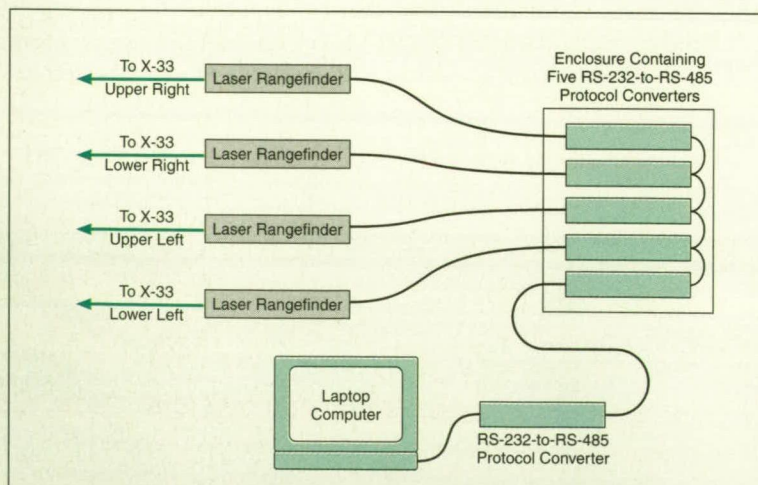 To X-33
Upper Right
Laser Rangefinder
Enclosure Containing
Five RS-232-to-RS-485
Protocol Converters
To X-33
Lower Right
Laser Rangefinder
To X-33
Upper Left
Laser Rangefinder
To X-33
Lower Left
Laser Rangefinder
Laptop
Computer
RS-232-to-RS-485
Protocol Converter